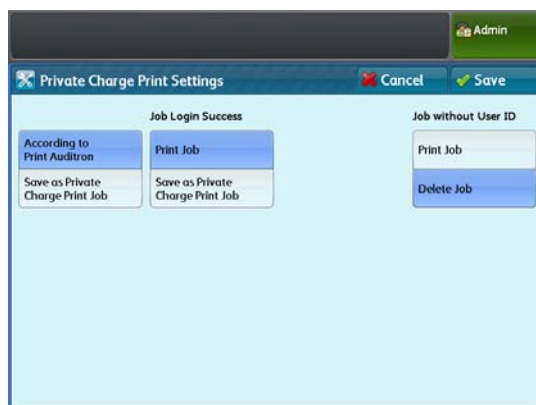 Admin
Private Charge Print Settings
Cancel
Save
Job Login Success
Job without User ID
According to
Print Auditron
Save as Private
Charge Print Job
Print Job
Save as Private
Charge Print Job
Print Job
Delete Job